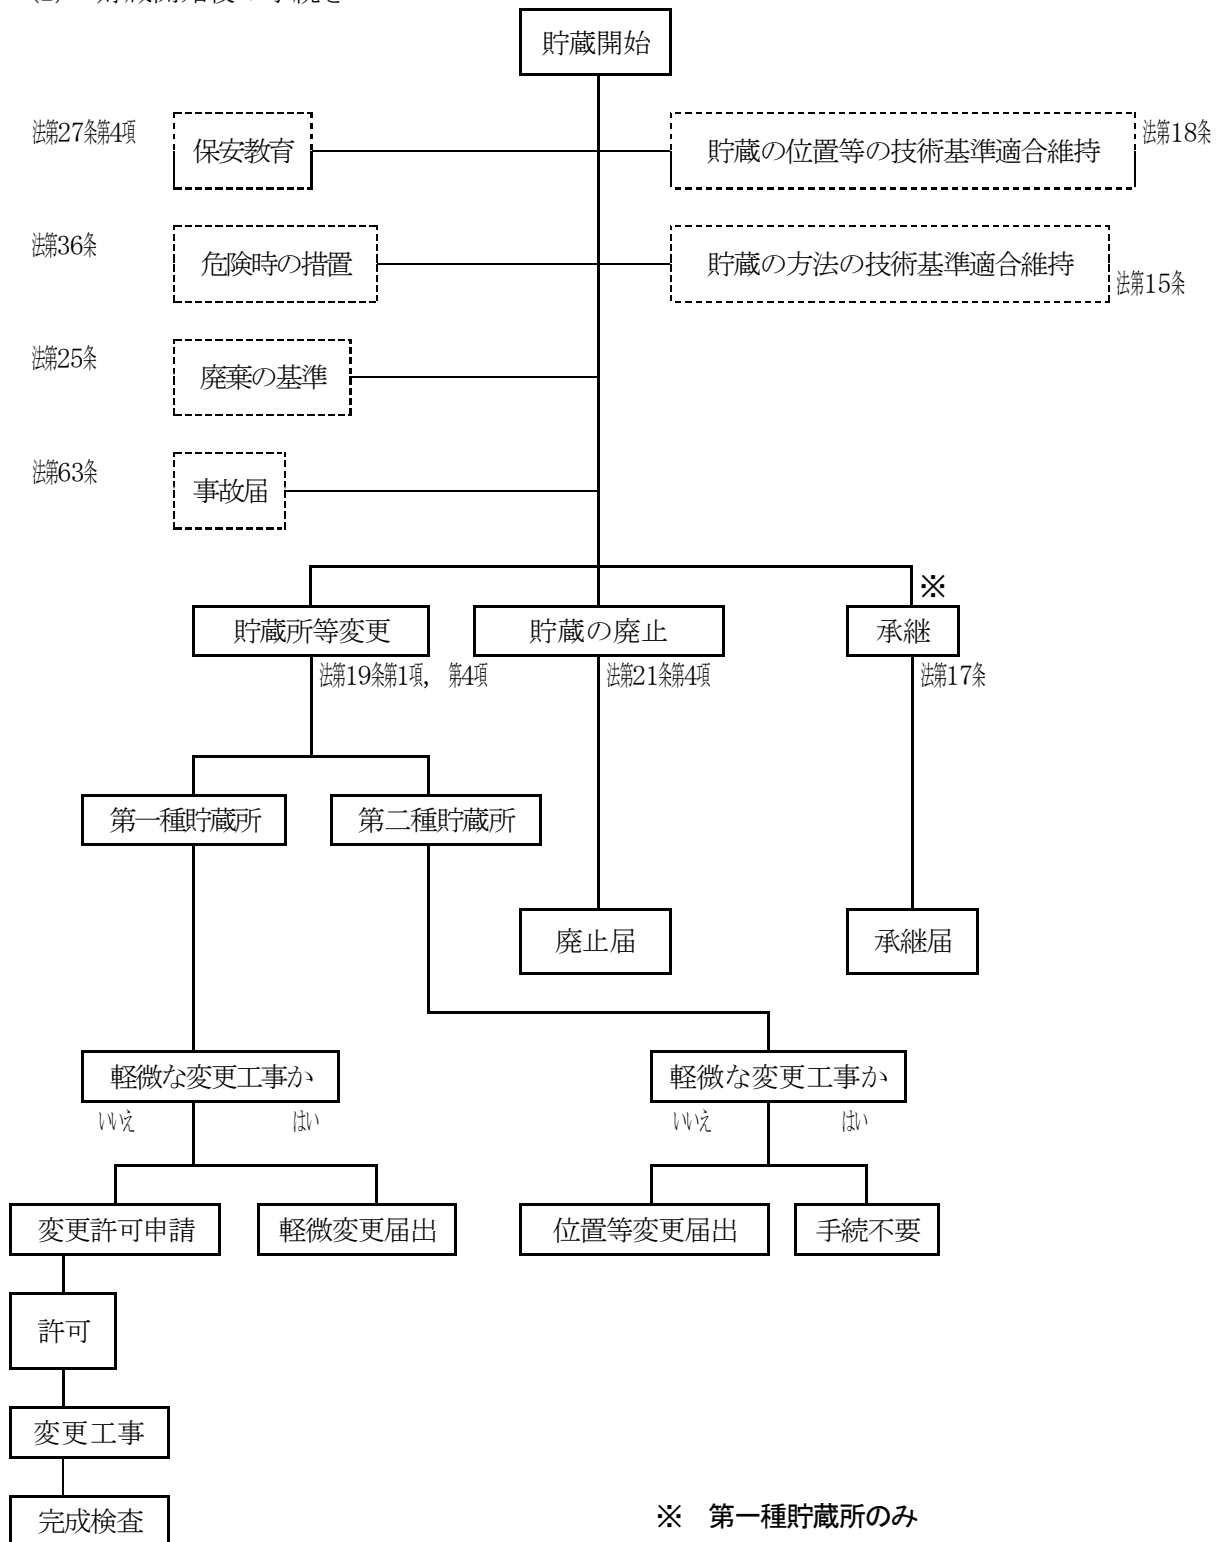 (2) 貯蔵開始後の手続き
貯蔵開始
法第27条第4項
保安教育
貯蔵の位置等の技術基準適合維持
法第18条
法第36条
危険時の措置
貯蔵の方法の技術基準適合維持
法第15条
法第25条
廃棄の基準
法第63条
事故届
※
貯蔵所等変更
貯蔵の廃止
承継
法第19条第1項， 第4項
法第21条第4項
法第17条
第一種貯蔵所
第二種貯蔵所
廃止届
承継届
軽微な変更工事か
軽微な変更工事か
いいえ
はい
いいえ
はい
変更許可申請
軽微変更届出
位置等変更届出
手続不要
許可
変更工事
完成検査
※ 第一種貯蔵所のみ